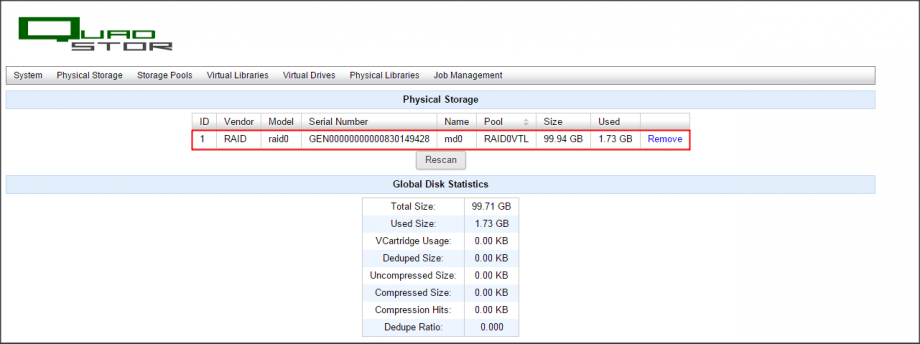 QUAD
STOR
System Physical Storage Storage Pools Virtual Libraries Virtual Drives Physical Libraries Job Management
Physical Storage
ID Vendor Model Serial Number Name Pool Size Used
1 RAID raid0 GEN00000000000830149428 md0 RAID0VTL 99.94 GB 1.73 GB Remove
Rescan
Global Disk Statistics
Total Size: 99.71 GB
Used Size: 1.73 GB
VCartridge Usage: 0.00 KB
Deduped Size: 0.00 KB
Uncompressed Size: 0.00 KB
Compressed Size: 0.00 KB
Compression Hits: 0.00 KB
Dedupe Ratio: 0.000